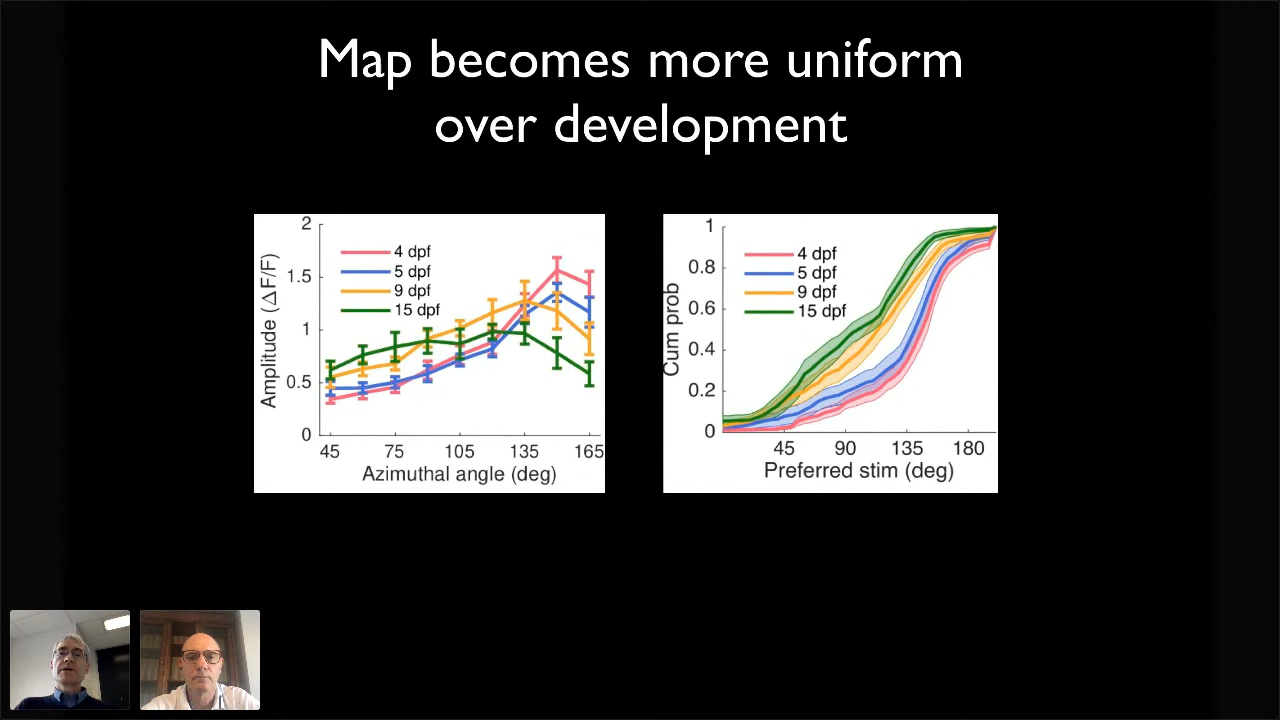 Map becomes more uniform
over development
2
1.5
1
0.5
0
Amplitude (△F/F)
4 dpf
5 dpf
9 dpf
15 dpf
45 75 105 135 165
Azimuthal angle (deg)
1
0.8
0.6
0.4
0.2
0
Cum prob
4 dpf
5 dpf
9 dpf
15 dpf
45 90 135 180
Preferred stim (deg)